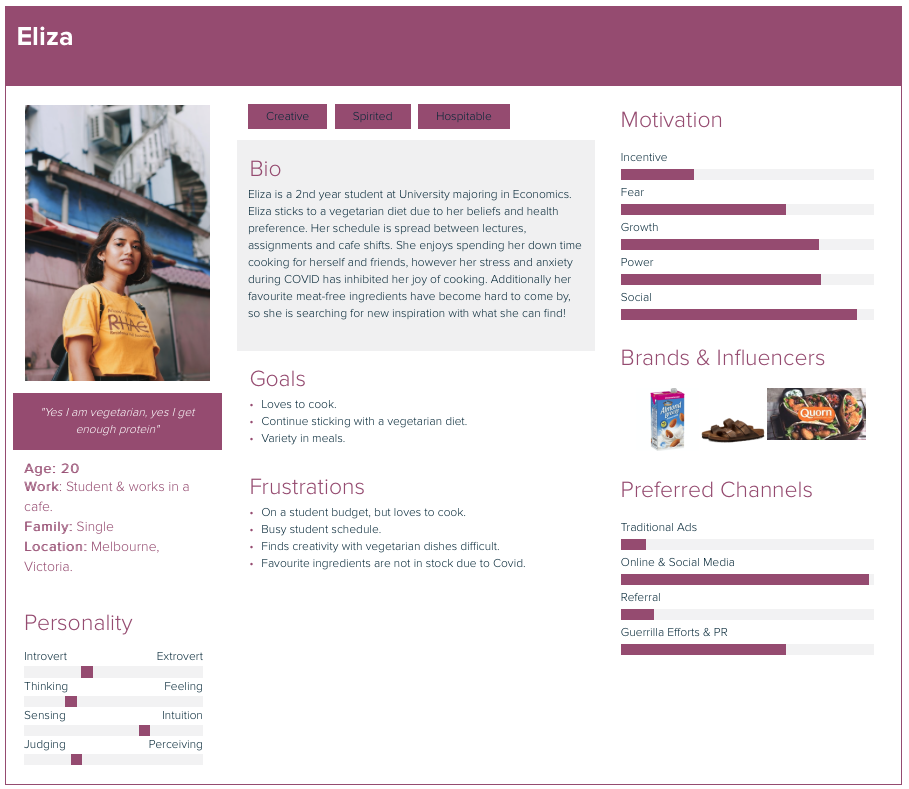 Eliza
Creative
Spirited
Hospitable
Bio
Eliza is a 2nd year student at University majoring in Economics.
Eliza sticks to a vegetarian diet due to her beliefs and health
preference. Her schedule is spread between lectures,
assignments and cafe shifts. She enjoys spending her down time
cooking for herself and friends, however her stress and anxiety
during COVID has inhibited her joy of cooking. Additionally her
favourite meat-free ingredients have become hard to come by,
so she is searching for new inspiration with what she can find!
RHAC
"Yes I am vegetarian, yes I get
enough protein"
Age: 20
Work: Student & works in a
cafe.
Family: Single
Location: Melbourne,
Victoria.
Personality
Introvert Extrovert
Thinking Feeling
Sensing Intuition
Judging Perceiving
Goals
• Loves to cook.
• Continue sticking with a vegetarian diet.
• Variety in meals.
Frustrations
• On a student budget, but loves to cook.
• Busy student schedule.
• Finds creativity with vegetarian dishes difficult.
• Favourite ingredients are not in stock due to Covid.
Motivation
Incentive
Fear
Growth
Power
Social
Brands & Influencers
Almond
Breeze
Quorn
Preferred Channels
Traditional Ads
Online & Social Media
Referral
Guerrilla Efforts & PR